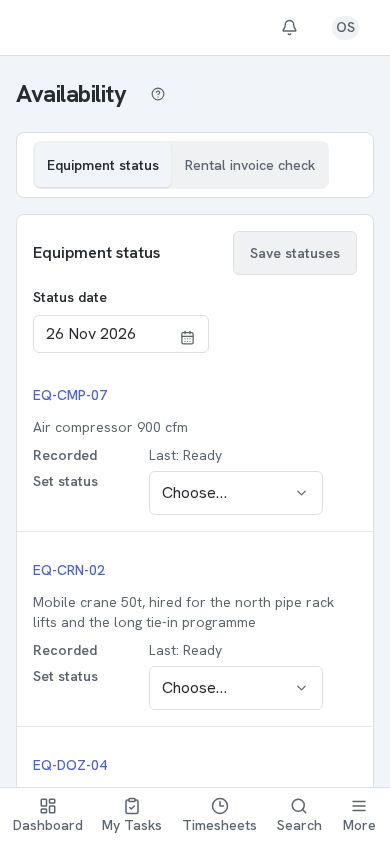 OS
Availability
Equipment status
Rental invoice check
Equipment status
Save statuses
Status date
26 Nov 2026
EQ-CMP-07
Air compressor 900 cfm
Recorded
Last: Ready
Set status
Choose...
EQ-CRN-02
Mobile crane 50t, hired for the north pipe rack
lifts and the long tie-in programme
Recorded
Last: Ready
Set status
Choose...
EQ-DOZ-04
Dashboard
My Tasks
Timesheets
Search
More